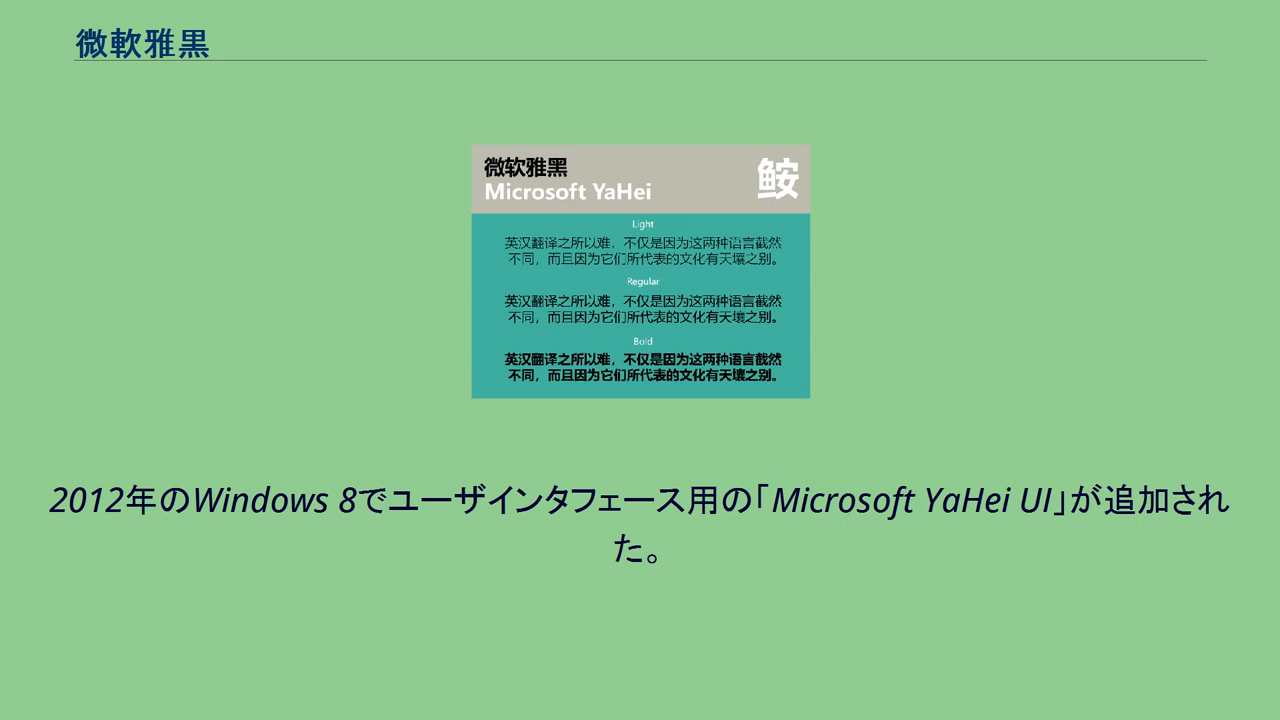 微軟雅黒
微软雅黑
Microsoft YaHei
鮟
Light
英汉翻译之所以难，不仅是因为这两种语言截然
不同，而且因为它们所代表的文化有天壤之别。
Regular
英汉翻译之所以难，不仅是因为这两种语言截然
不同，而且因为它们所代表的文化有天壤之别。
Bold
英汉翻译之所以难，不仅是因为这两种语言截然
不同，而且因为它们所代表的文化有天壤之别。
2012年のWindows 8でユーザインタフェース用の「Microsoft YaHei UI」が追加され
た。